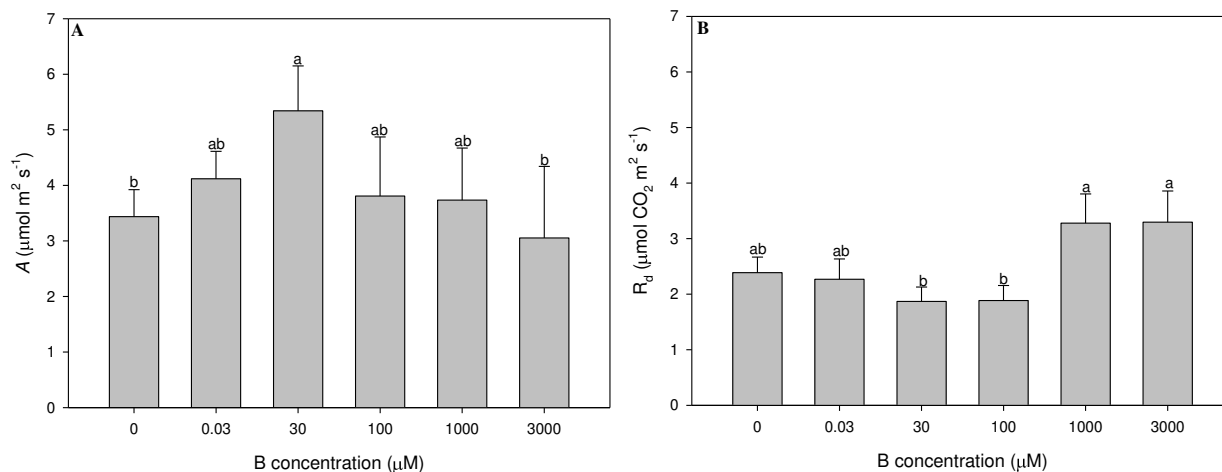 A
7
6
5
4
3
2
1
0
A (μmol m² s⁻¹)
b
ab
a
ab
ab
b
0 0.03 30 100 1000 3000
B concentration (μM)
B
7
6
5
4
3
2
1
0
R_d (μmol CO₂ m² s⁻¹)
ab
ab
b
b
a
a
0 0.03 30 100 1000 3000
B concentration (μM)